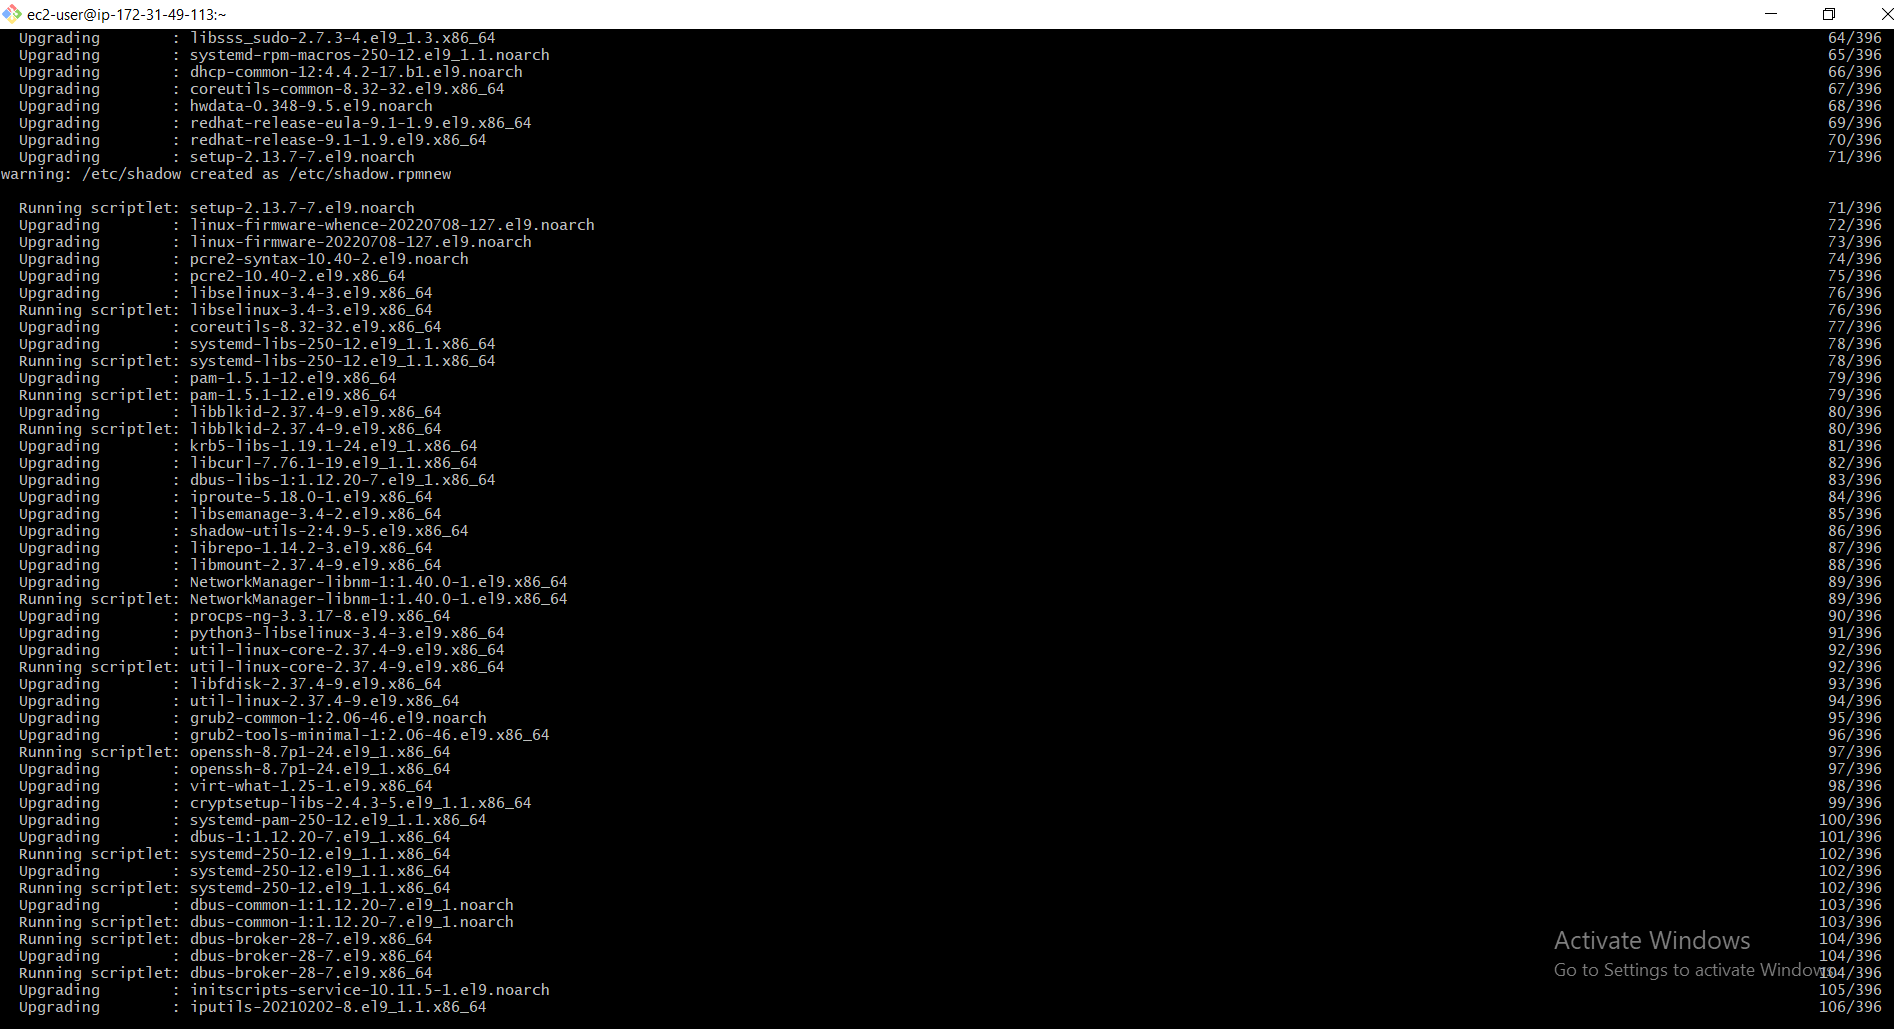 ec2-user@ip-172-31-49-113:~
Upgrading : libsss_sudo-2.7.3-4.el9_1.3.x86_64 64/396
Upgrading : systemd-rpm-macros-250-12.el9_1.1.noarch 65/396
Upgrading : dhcp-common-12:4.4.2-17.b1.el9.noarch 66/396
Upgrading : coreutils-common-8.32-32.el9.x86_64 67/396
Upgrading : hwdata-0.348-9.5.el9.noarch 68/396
Upgrading : redhat-release-eula-9.1-1.9.el9.x86_64 69/396
Upgrading : redhat-release-9.1-1.9.el9.x86_64 70/396
Upgrading : setup-2.13.7-7.el9.noarch 71/396
warning: /etc/shadow created as /etc/shadow.rpmnew
Running scriptlet: setup-2.13.7-7.el9.noarch 71/396
Upgrading : linux-firmware-whence-20220708-127.el9.noarch 72/396
Upgrading : linux-firmware-20220708-127.el9.noarch 73/396
Upgrading : pcre2-syntax-10.40-2.el9.noarch 74/396
Upgrading : pcre2-10.40-2.el9.x86_64 75/396
Upgrading : libselinux-3.4-3.el9.x86_64 76/396
Running scriptlet: libselinux-3.4-3.el9.x86_64 76/396
Upgrading : coreutils-8.32-32.el9.x86_64 77/396
Upgrading : systemd-libs-250-12.el9_1.1.x86_64 78/396
Running scriptlet: systemd-libs-250-12.el9_1.1.x86_64 78/396
Upgrading : pam-1.5.1-12.el9.x86_64 79/396
Running scriptlet: pam-1.5.1-12.el9.x86_64 79/396
Upgrading : libblkid-2.37.4-9.el9.x86_64 80/396
Running scriptlet: libblkid-2.37.4-9.el9.x86_64 80/396
Upgrading : krb5-libs-1.19.1-24.el9_1.x86_64 81/396
Upgrading : libcurl-7.76.1-19.el9_1.1.x86_64 82/396
Upgrading : dbus-libs-1:1.12.20-7.el9_1.x86_64 83/396
Upgrading : iproute-5.18.0-1.el9.x86_64 84/396
Upgrading : libsemanage-3.4-2.el9.x86_64 85/396
Upgrading : shadow-utils-2:4.9-5.el9.x86_64 86/396
Upgrading : librepo-1.14.2-3.el9.x86_64 87/396
Upgrading : libmount-2.37.4-9.el9.x86_64 88/396
Upgrading : NetworkManager-libnm-1:1.40.0-1.el9.x86_64 89/396
Running scriptlet: NetworkManager-libnm-1:1.40.0-1.el9.x86_64 89/396
Upgrading : procps-ng-3.3.17-8.el9.x86_64 90/396
Upgrading : python3-libselinux-3.4-3.el9.x86_64 91/396
Upgrading : util-linux-core-2.37.4-9.el9.x86_64 92/396
Running scriptlet: util-linux-core-2.37.4-9.el9.x86_64 92/396
Upgrading : libfdisk-2.37.4-9.el9.x86_64 93/396
Upgrading : util-linux-2.37.4-9.el9.x86_64 94/396
Upgrading : grub2-common-1:2.06-46.el9.noarch 95/396
Upgrading : grub2-tools-minimal-1:2.06-46.el9.x86_64 96/396
Running scriptlet: openssh-8.7p1-24.el9_1.x86_64 97/396
Upgrading : openssh-8.7p1-24.el9_1.x86_64 97/396
Upgrading : virt-what-1.25-1.el9.x86_64 98/396
Upgrading : cryptsetup-libs-2.4.3-5.el9_1.1.x86_64 99/396
Upgrading : systemd-pam-250-12.el9_1.1.x86_64 100/396
Upgrading : dbus-1:1.12.20-7.el9_1.x86_64 101/396
Running scriptlet: systemd-250-12.el9_1.1.x86_64 102/396
Upgrading : systemd-250-12.el9_1.1.x86_64 102/396
Running scriptlet: systemd-250-12.el9_1.1.x86_64 102/396
Upgrading : dbus-common-1:1.12.20-7.el9_1.noarch 103/396
Running scriptlet: dbus-common-1:1.12.20-7.el9_1.noarch 103/396
Running scriptlet: dbus-broker-28-7.el9.x86_64 104/396
Upgrading : dbus-broker-28-7.el9.x86_64 104/396
Running scriptlet: dbus-broker-28-7.el9.x86_64 104/396
Upgrading : initscripts-service-10.11.5-1.el9.noarch 105/396
Upgrading : iputils-20210202-8.el9_1.1.x86_64 106/396
Activate Windows
Go to Settings to activate Windows.